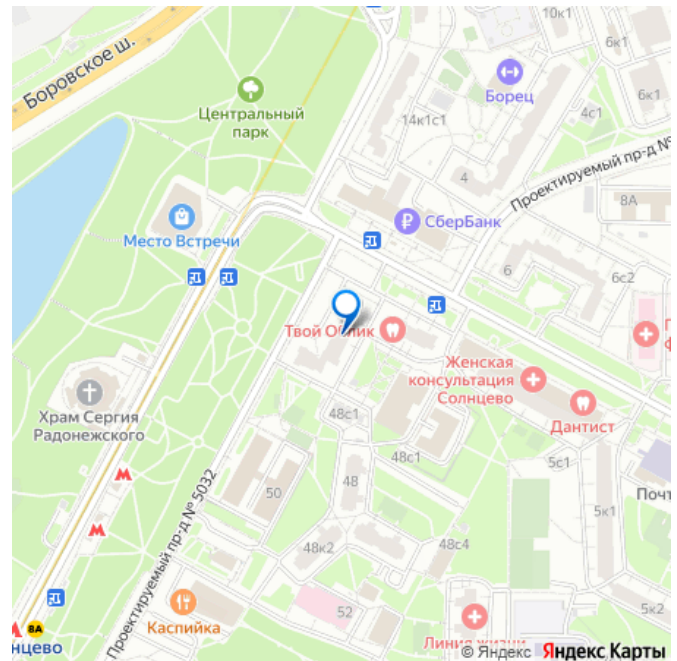 10к1
6к1
Боровское ш.
Борец
6к1
4с1
Центральный
парк
14к1с1
4
Проектируемый пр-д №
8А
СберБанк
Место Встречи
6
6с2
Твой Облик
Женская
консультация
Солнцево
Дантист
Храм Сергия
Радонежского
48с1
48с1
5с1
50
48
Почт
5к1
Проектируемый пр-д № 5032
48к2
48с4
Каспийка
52
5к2
8А
нцево
Линия жизни
© Яндекс Яндекс Карты